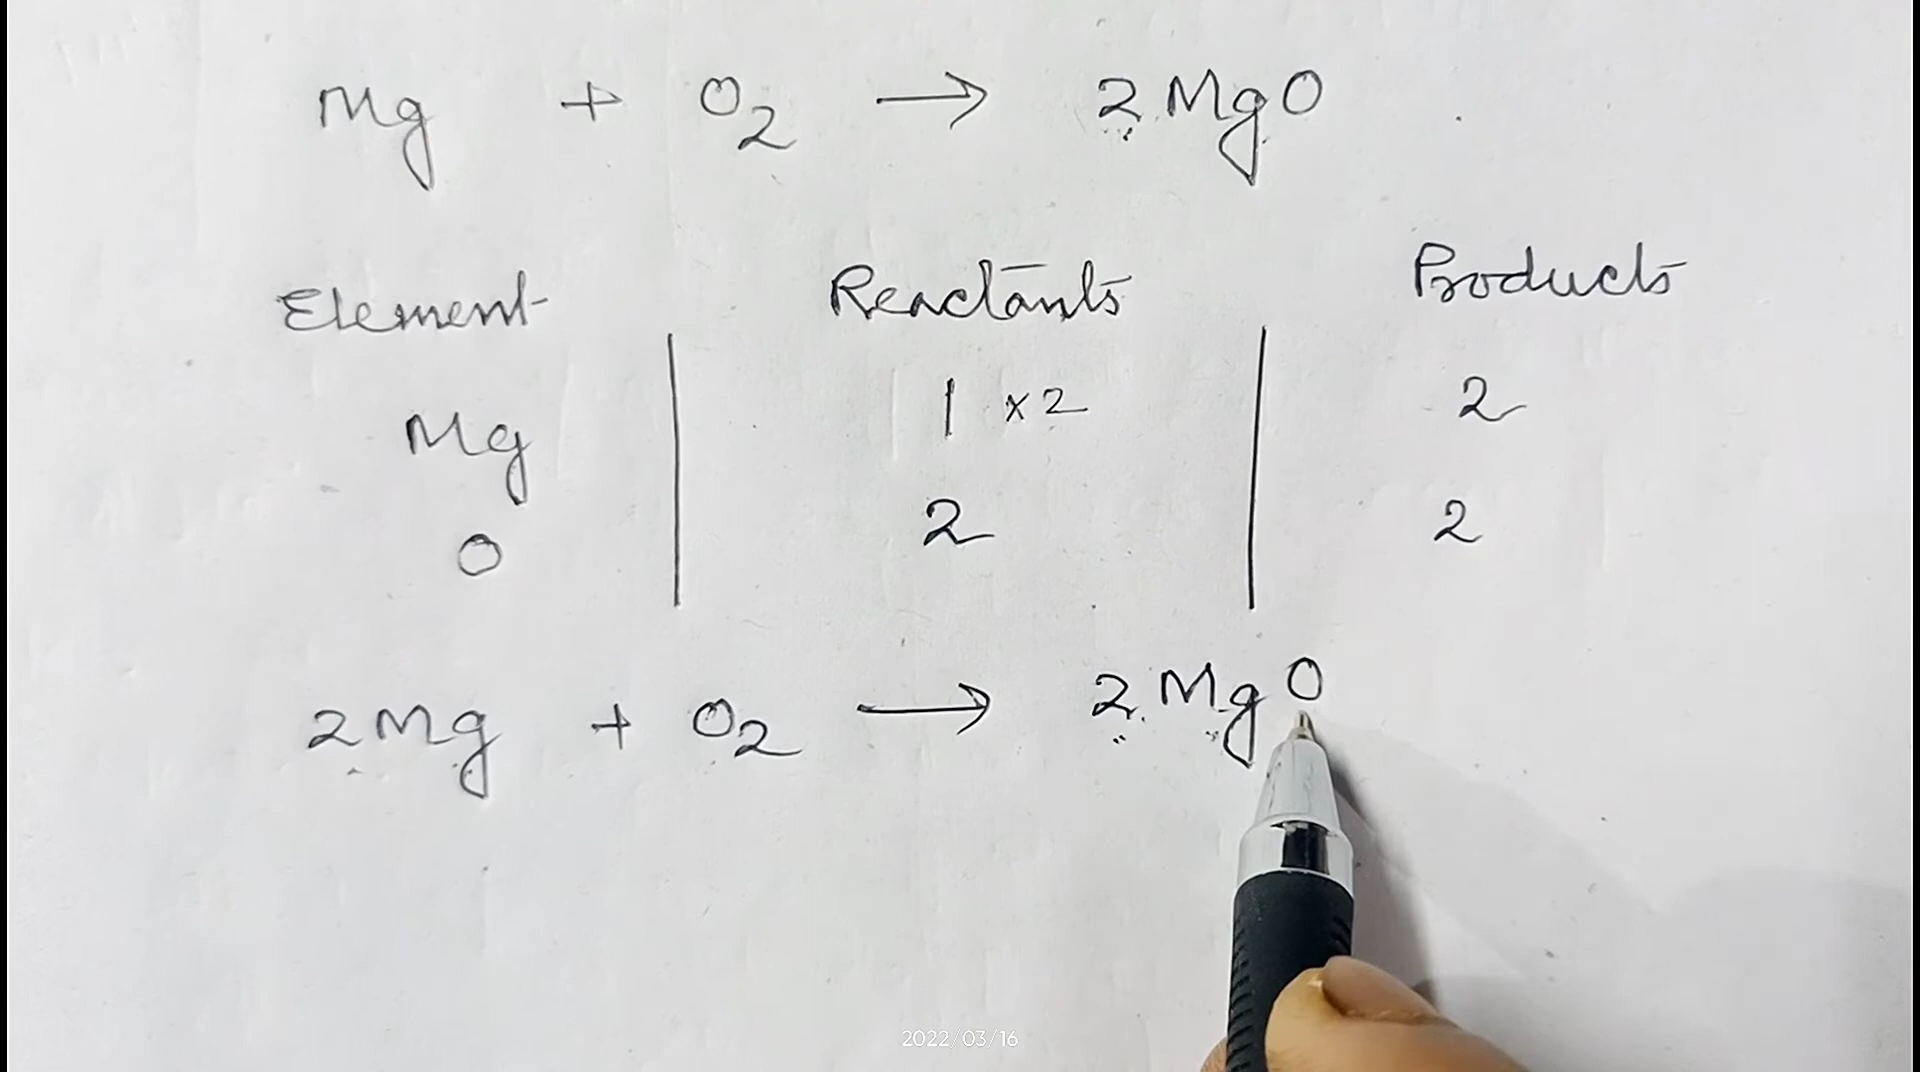 Mg + O2 → 2MgO
Element Reactants Products
Mg 1 x2 2
O 2 2
2Mg + O2 → 2MgO
2022/03/16